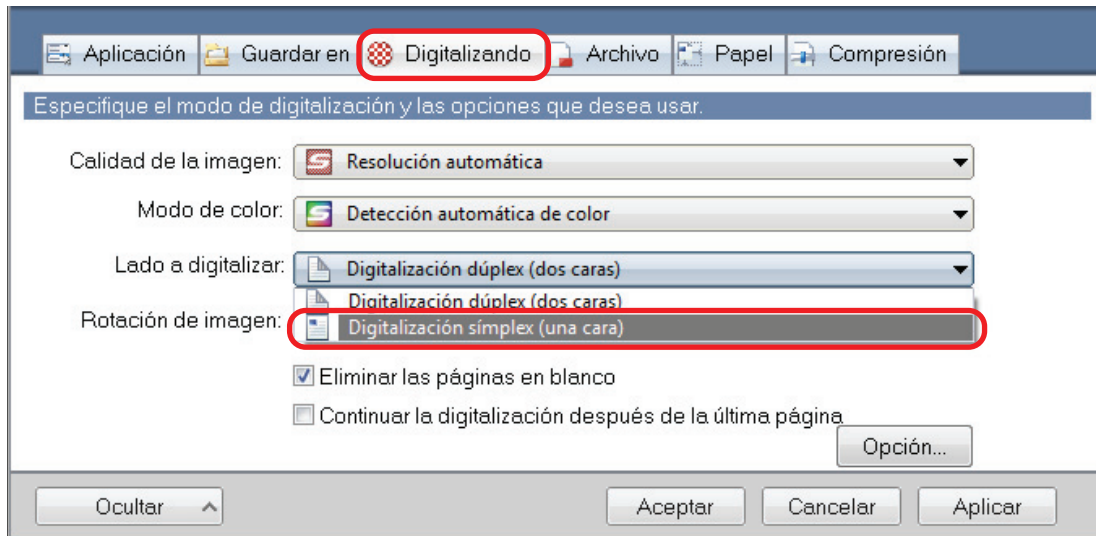 Aplicación Guardar en Digitalizando Archivo Papel Compresión
Especifique el modo de digitalización y las opciones que desea usar.
Calidad de la imagen: Resolución automática
Modo de color: Detección automática de color
Lado a digitalizar: Digitalización dúplex (dos caras)
Digitalización dúplex (dos caras)
Rotación de imagen: Digitalización símplex (una cara)
Eliminar las páginas en blanco
Continuar la digitalización después de la última página
Opción...
Ocultar Aceptar Cancelar Aplicar